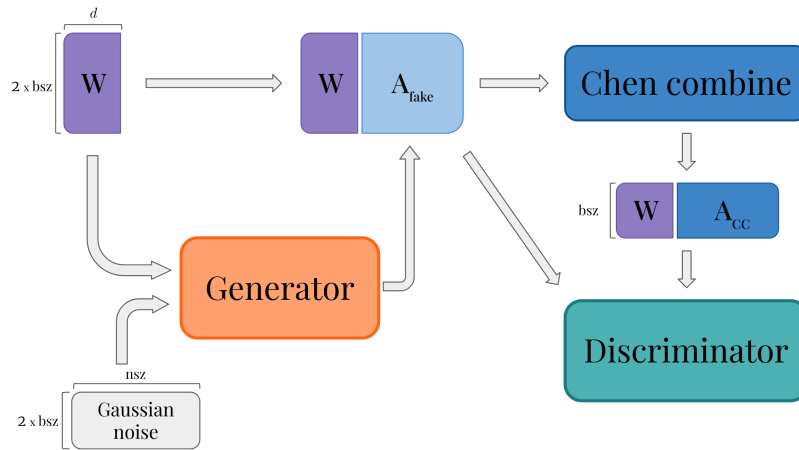 d
2 x bsz
W
W
A_fake
Chen combine
bsz
W
A_CC
Generator
Discriminator
nsz
2 x bsz
Gaussian
noise